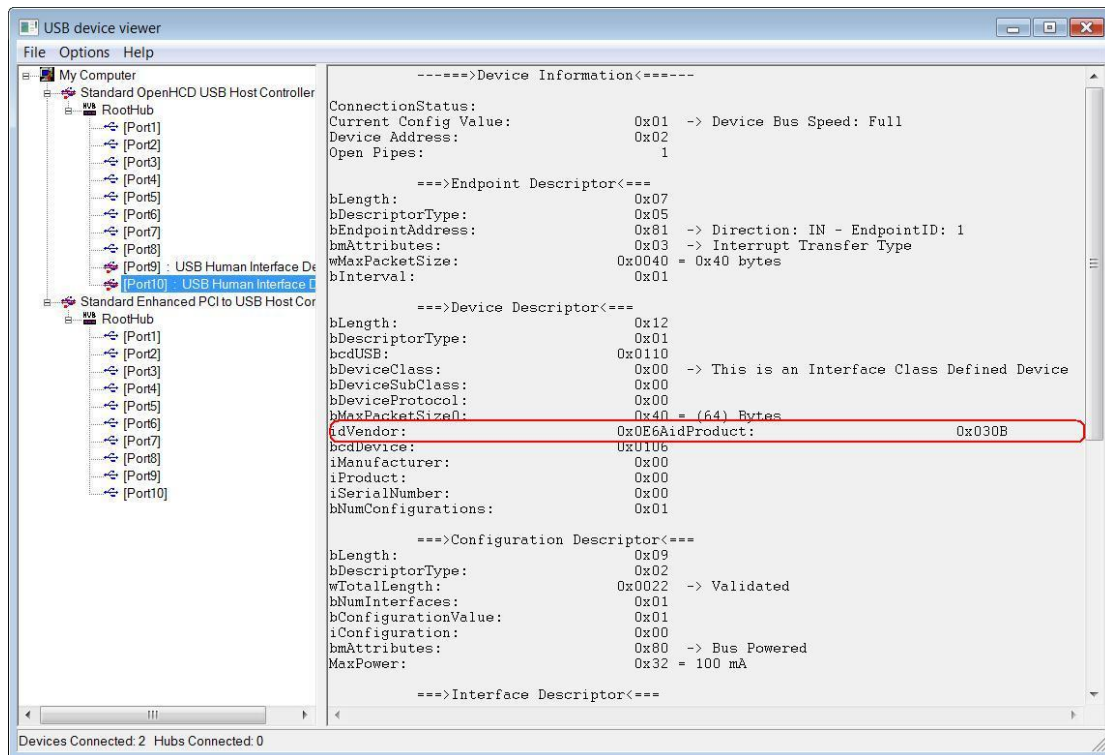 USB device viewer
File Options Help
My Computer
Standard OpenHCD USB Host Controller
RootHub
[Port1]
[Port2]
[Port3]
[Port4]
[Port5]
[Port6]
[Port7]
[Port8]
[Port9] : USB Human Interface De
[Port10] : USB Human Interface D
Standard Enhanced PCI to USB Host Con
RootHub
[Port1]
[Port2]
[Port3]
[Port4]
[Port5]
[Port6]
[Port7]
[Port8]
[Port9]
[Port10]
---===>Device Information<===---
ConnectionStatus:
Current Config Value: 0x01 -> Device Bus Speed: Full
Device Address: 0x02
Open Pipes: 1
===>Endpoint Descriptor<===
bLength: 0x07
bDescriptorType: 0x05
bEndpointAddress: 0x81 -> Direction: IN - EndpointID: 1
bmAttributes: 0x03 -> Interrupt Transfer Type
wMaxPacketSize: 0x0040 = 0x40 bytes
bInterval: 0x01
===>Device Descriptor<===
bLength: 0x12
bDescriptorType: 0x01
bcdUSB: 0x0110
bDeviceClass: 0x00 -> This is an Interface Class Defined Device
bDeviceSubClass: 0x00
bDeviceProtocol: 0x00
bMaxPacketSize0: 0x40 = (64) Bytes
idVendor: 0x0E6AidProduct: 0x030B
bcdDevice: 0x0106
iManufacturer: 0x00
iProduct: 0x00
iSerialNumber: 0x00
bNumConfigurations: 0x01
===>Configuration Descriptor<===
bLength: 0x09
bDescriptorType: 0x02
wTotalLength: 0x0022 -> Validated
bNumInterfaces: 0x01
bConfigurationValue: 0x01
iConfiguration: 0x00
bmAttributes: 0x80 -> Bus Powered
MaxPower: 0x32 = 100 mA
===>Interface Descriptor<===
Devices Connected: 2 Hubs Connected: 0